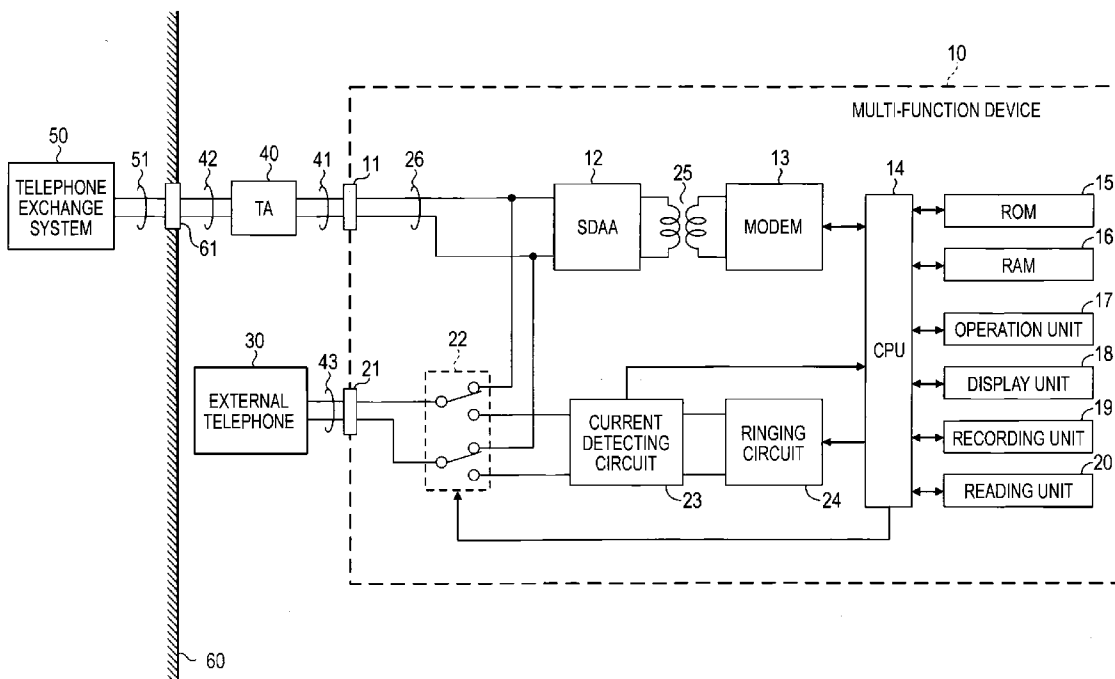 10
MULTI-FUNCTION DEVICE
50
TELEPHONE
EXCHANGE
SYSTEM
51
42
40
TA
41
11
26
12
SDAA
25
13
MODEM
14
CPU
15
ROM
16
RAM
17
OPERATION UNIT
18
DISPLAY UNIT
19
RECORDING UNIT
20
READING UNIT
61
30
EXTERNAL
TELEPHONE
43
21
22
CURRENT
DETECTING
CIRCUIT
23
RINGING
CIRCUIT
24
60